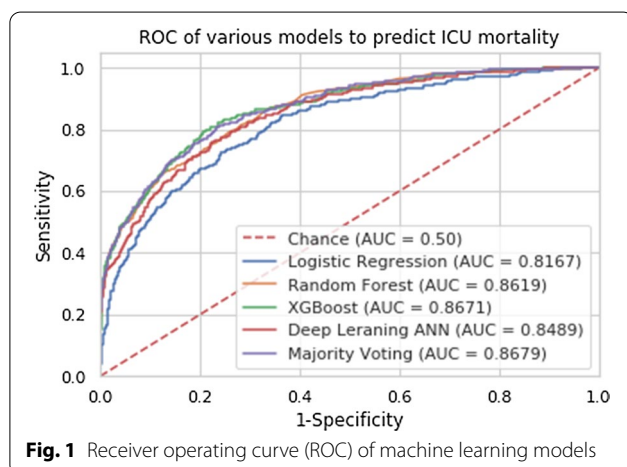 ROC of various models to predict ICU mortality
1.0
0.8
0.6
0.4
0.2
0.0
Sensitivity
Chance (AUC = 0.50)
Logistic Regression (AUC = 0.8167)
Random Forest (AUC = 0.8619)
XGBoost (AUC = 0.8671)
Deep Leraning ANN (AUC = 0.8489)
Majority Voting (AUC = 0.8679)
0.0 0.2 0.4 0.6 0.8 1.0
1-Specificity
Fig. 1 Receiver operating curve (ROC) of machine learning models